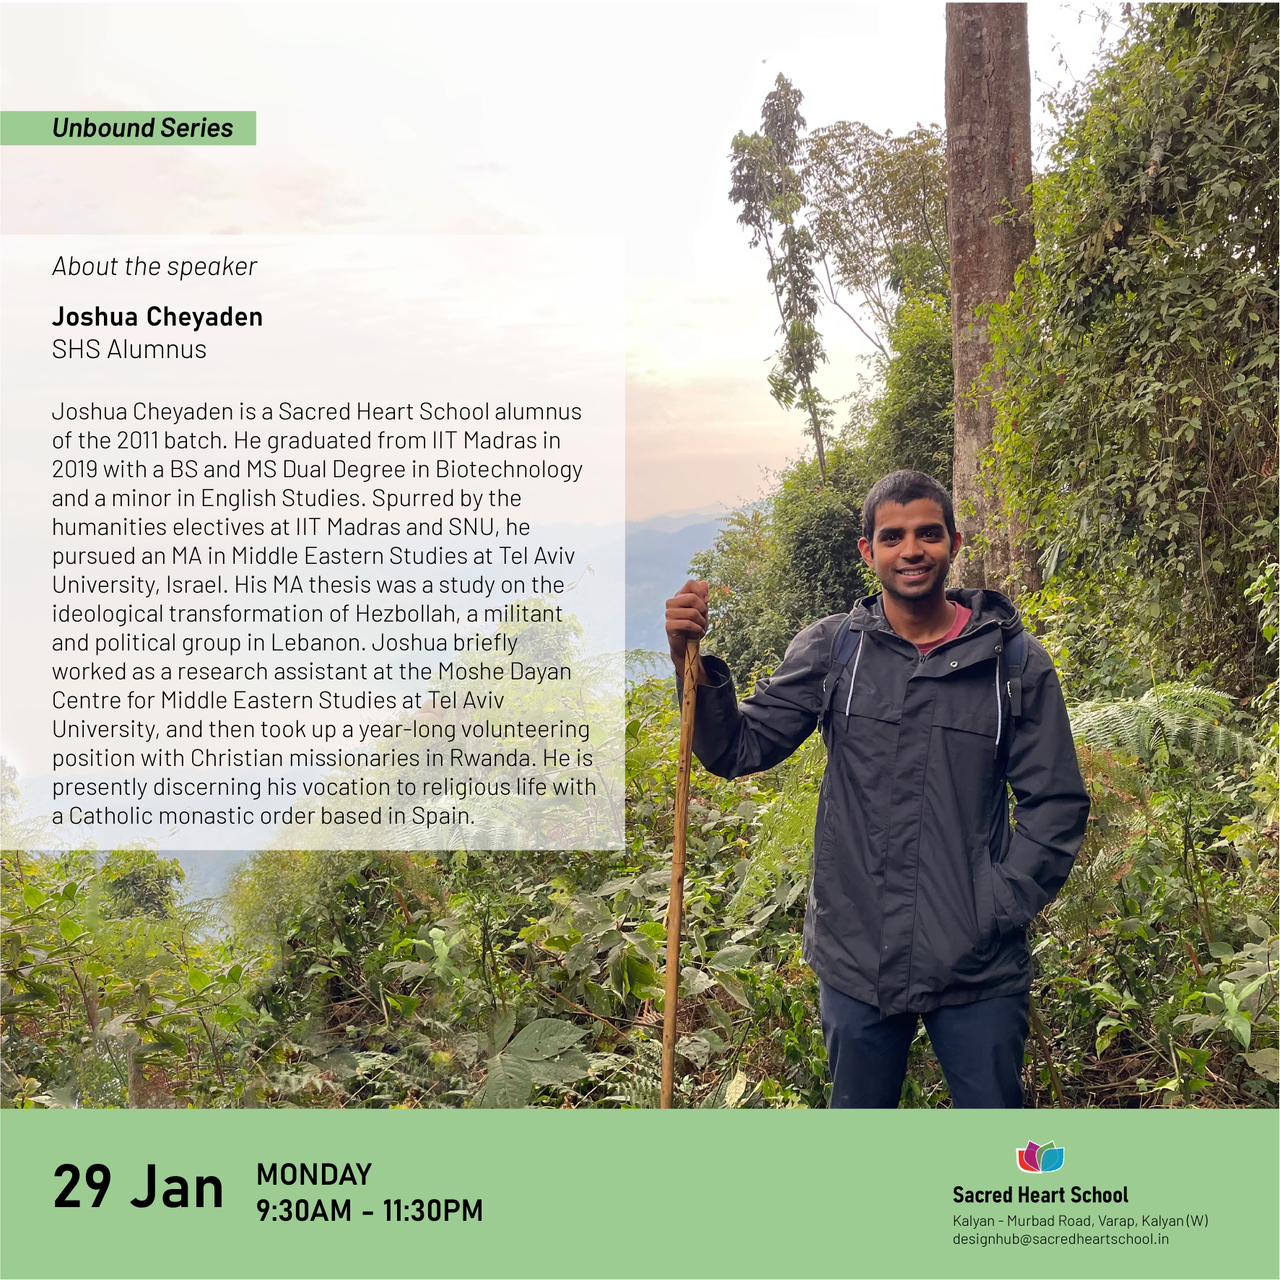 Unbound Series
About the speaker
Joshua Cheyaden
SHS Alumnus
Joshua Cheyaden is a Sacred Heart School alumnus
of the 2011 batch. He graduated from IIT Madras in
2019 with a BS and MS Dual Degree in Biotechnology
and a minor in English Studies. Spurred by the
humanities electives at IIT Madras and SNU, he
pursued an MA in Middle Eastern Studies at Tel Aviv
University, Israel. His MA thesis was a study on the
ideological transformation of Hezbollah, a militant
and political group in Lebanon. Joshua briefly
worked as a research assistant at the Moshe Dayan
Centre for Middle Eastern Studies at Tel Aviv
University, and then took up a year-long volunteering
position with Christian missionaries in Rwanda. He is
presently discerning his vocation to religious life with
a Catholic monastic order based in Spain.
29 Jan
MONDAY
9:30AM - 11:30PM
Sacred Heart School
Kalyan - Murbad Road, Varap, Kalyan (W)
designhub@sacredheartschool.in